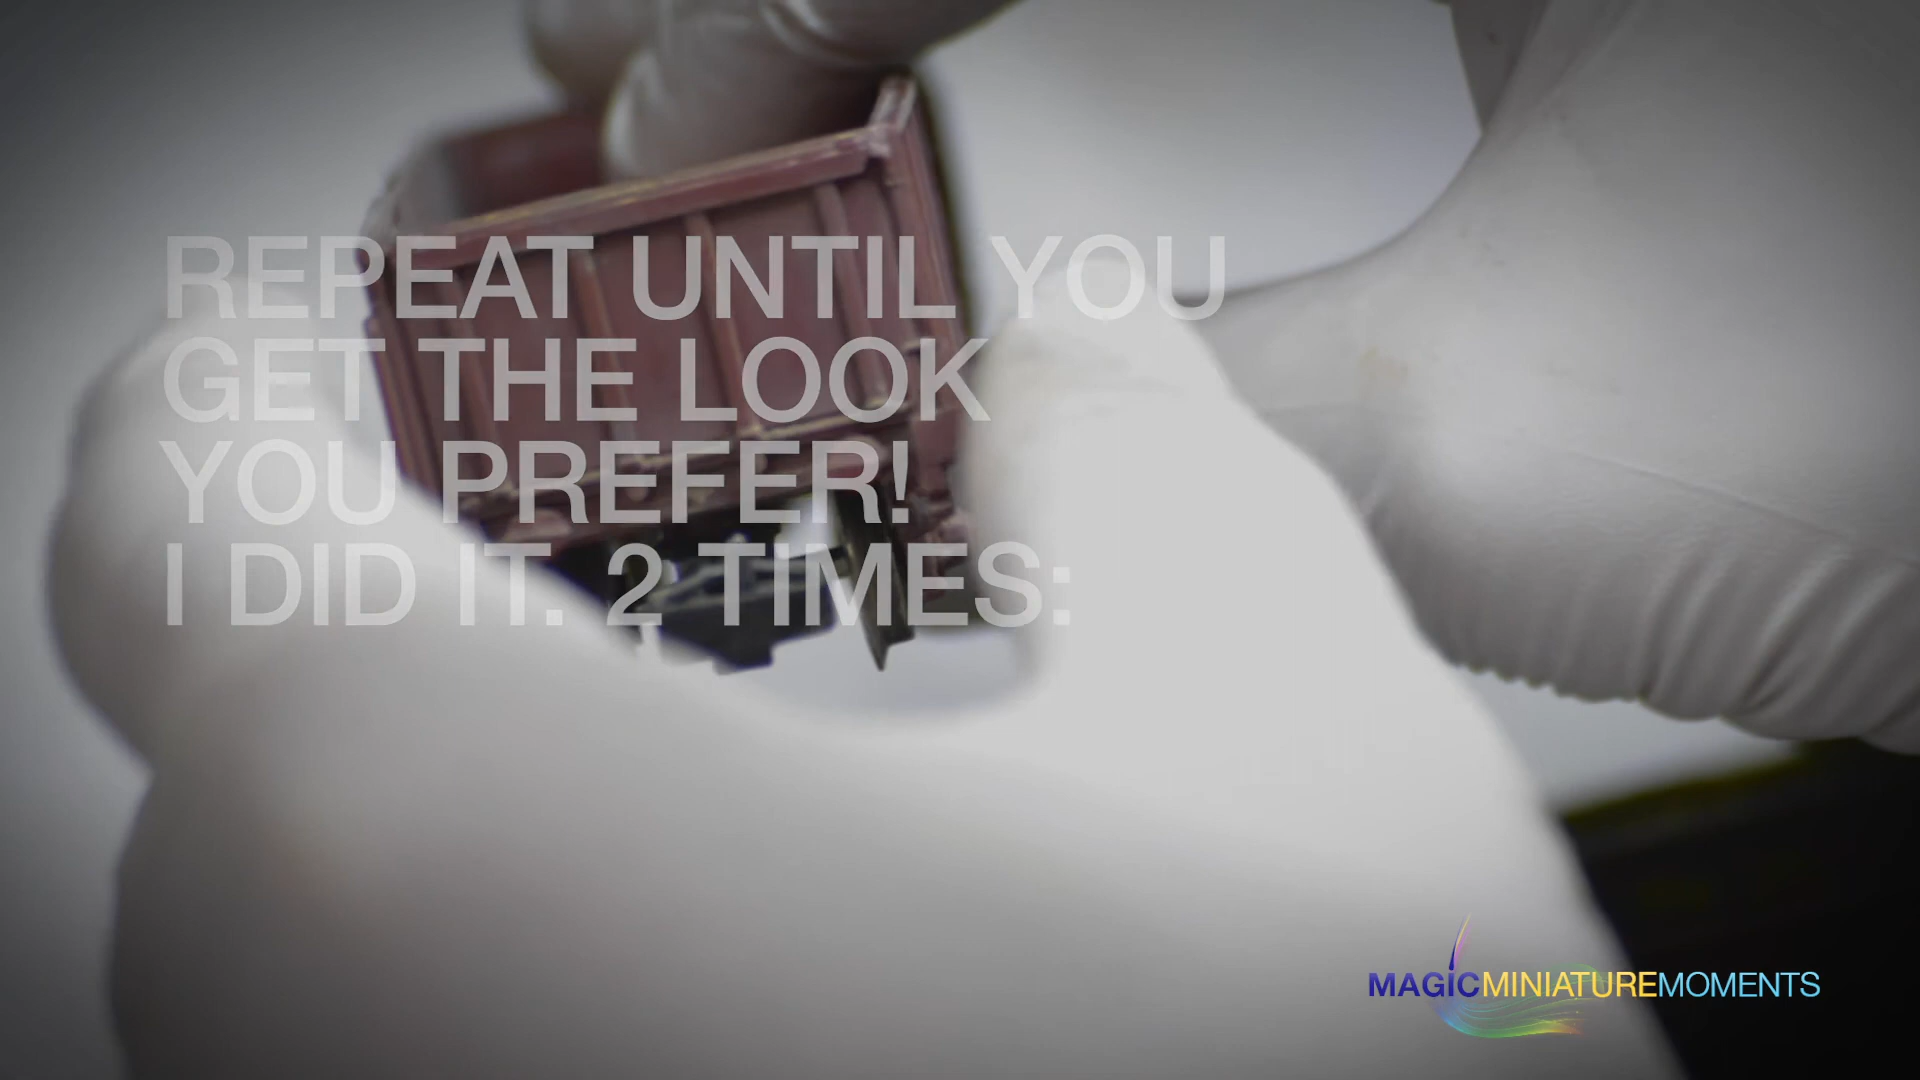 REPEAT UNTIL YOU
GET THE LOOK
YOU PREFER!
I DID IT. 2 TIMES:
MAGICMINIATUREMOMENTS